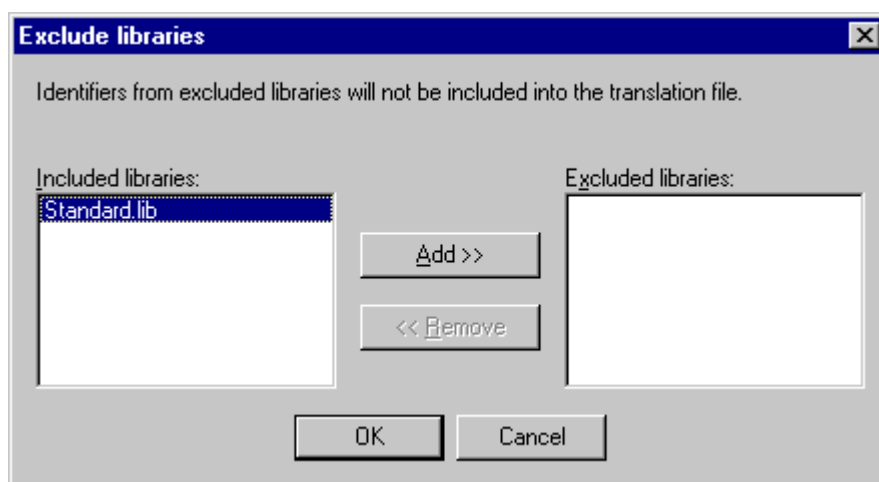 Exclude libraries
Identifiers from excluded libraries will not be included into the translation file.
Included libraries:
Excluded libraries:
Standard.lib
Add >>
<< Remove
OK
Cancel